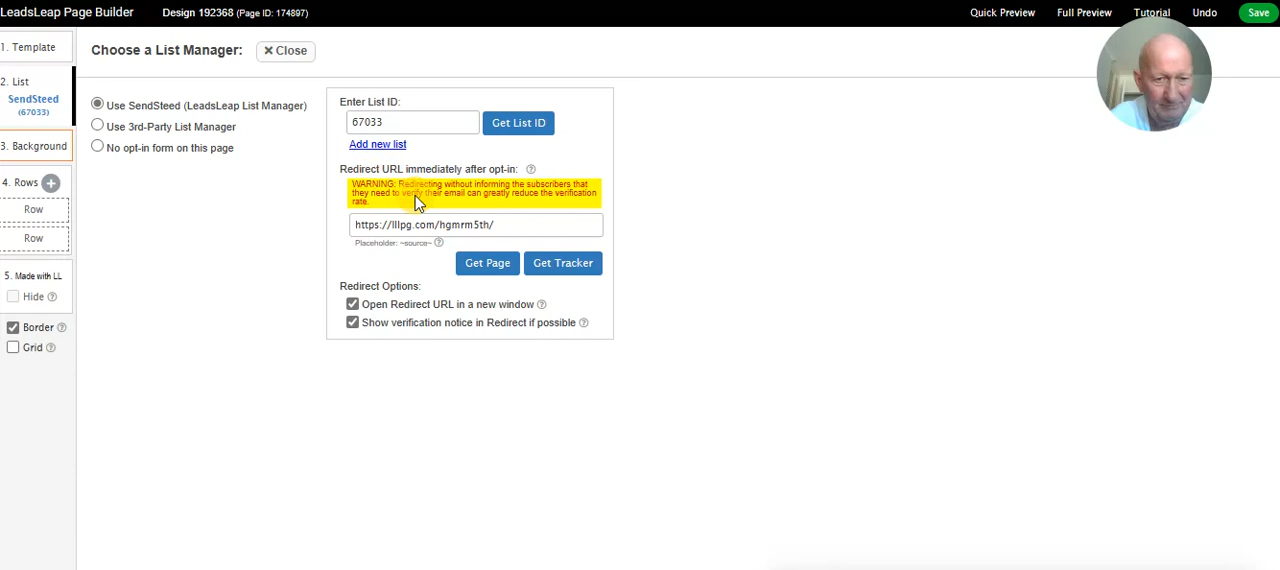 LeadsLeap Page Builder Design 192368 (Page ID: 174897) Quick Preview Full Preview Tutorial Undo Save
1. Template
2. List
SendSteed
(67033)
3. Background
4. Rows
Row
Row
5. Made with LL
Hide
Border
Grid
Choose a List Manager: × Close
Use SendSteed (LeadsLeap List Manager)
Use 3rd-Party List Manager
No opt-in form on this page
Enter List ID:
67033 Get List ID
Add new list
Redirect URL immediately after opt-in:
WARNING: Redirecting without informing the subscribers that
they need to verify their email can greatly reduce the verification
rate.
https://lllpg.com/hgmrm5th/
Placeholder: ~source~
Get Page Get Tracker
Redirect Options:
Open Redirect URL in a new window
Show verification notice in Redirect if possible